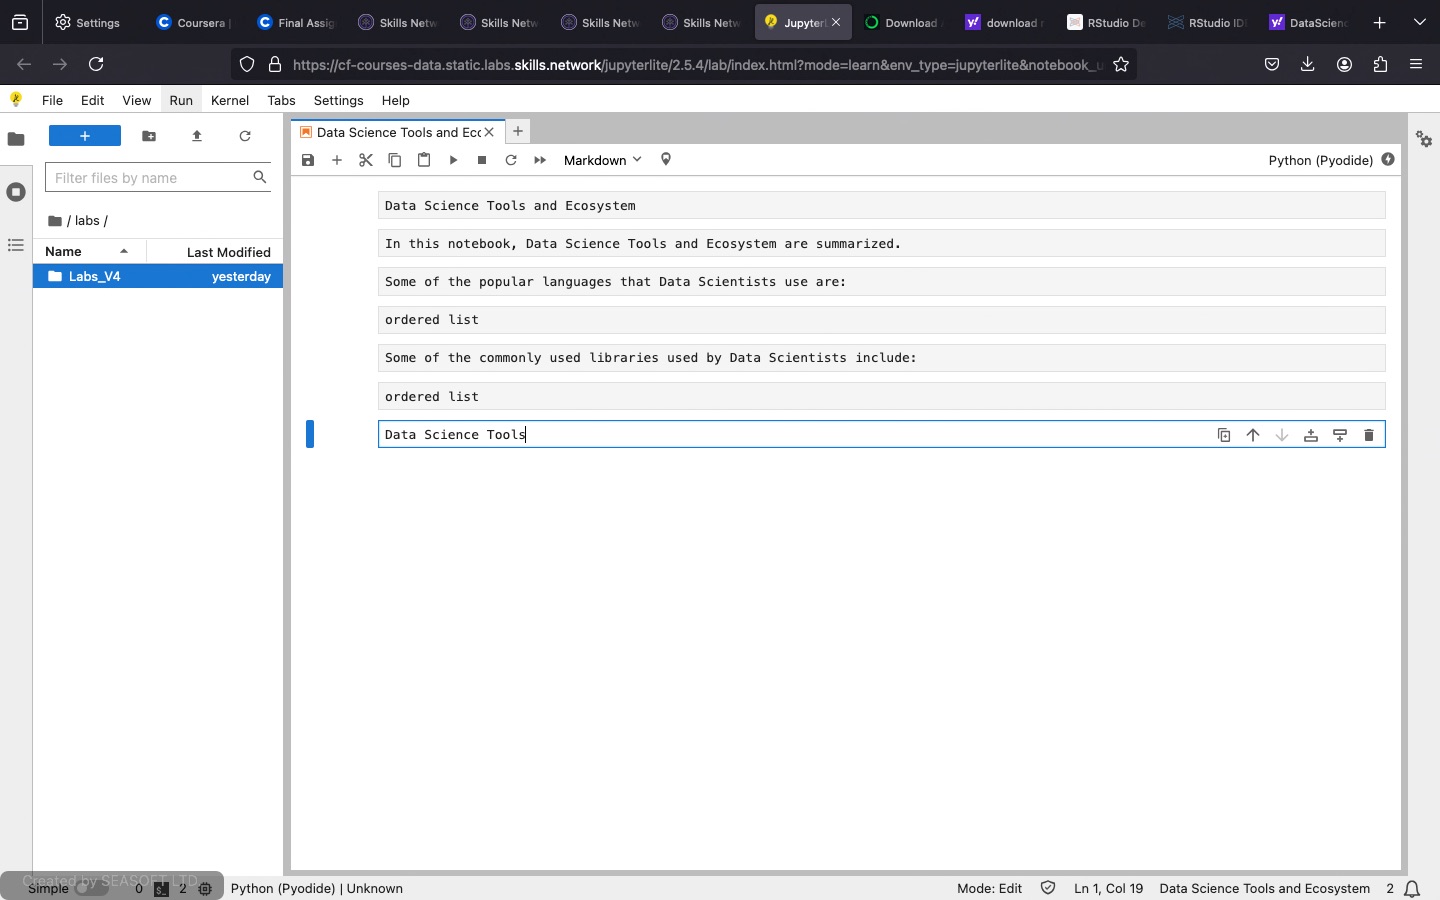 Settings
Coursera |
Final Assig
Skills Netw
Skills Netw
Skills Netw
Skills Netw
Jupyterl
Download
download r
RStudio De
RStudio IDE
DataScienc
https://cf-courses-data.static.labs.skills.network/jupyterlite/2.5.4/lab/index.html?mode=learn&env_type=jupyterlite&notebook_u
File Edit View Run Kernel Tabs Settings Help
Data Science Tools and Ecc
Markdown
Python (Pyodide)
Filter files by name
/ labs /
Name Last Modified
Labs_V4 yesterday
Data Science Tools and Ecosystem
In this notebook, Data Science Tools and Ecosystem are summarized.
Some of the popular languages that Data Scientists use are:
ordered list
Some of the commonly used libraries used by Data Scientists include:
ordered list
Data Science Tools
Created by SEASOFT LTD
Simple 0 2 Python (Pyodide) | Unknown
Mode: Edit Ln 1, Col 19 Data Science Tools and Ecosystem 2